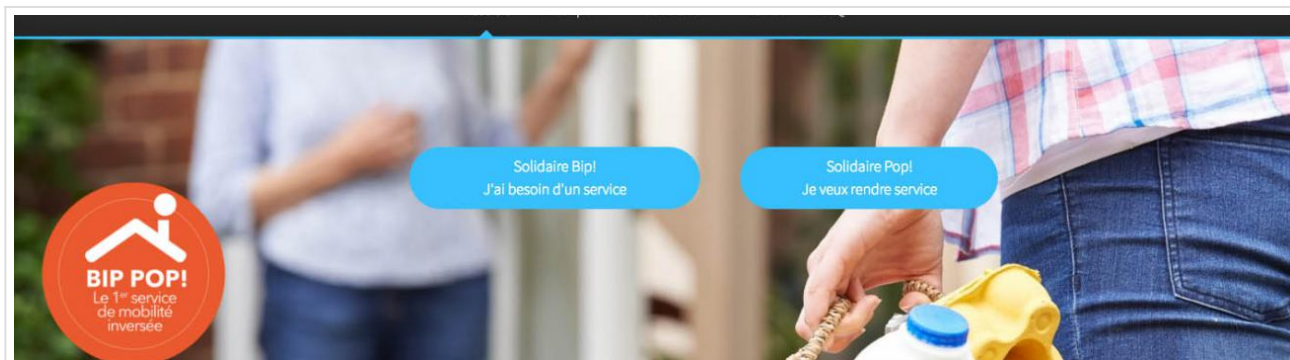 Solidaire Bip!
J'ai besoin d'un service
Solidaire Pop!
Je veux rendre service
BIP POP!
Le 1er service
de mobilité
inversée